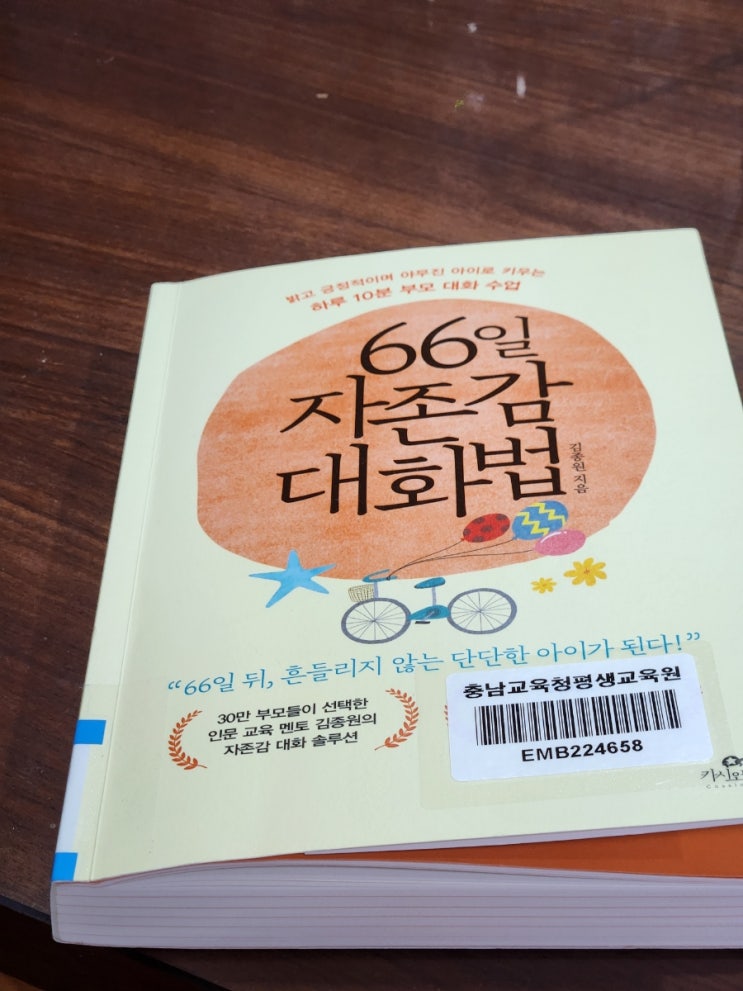 밝고 긍정적이며 야무진 아이로 키우는
하루 10분 부모 대화 수업
66일
자존감
대화법
김종원 지음
“66일 뒤, 흔들리지 않는 단단한 아이가 된다!”
30만 부모들이 선택한
인문 교육 멘토 김종원의
자존감 대화 솔루션
충남교육청평생교육원
EMB224658
카시오